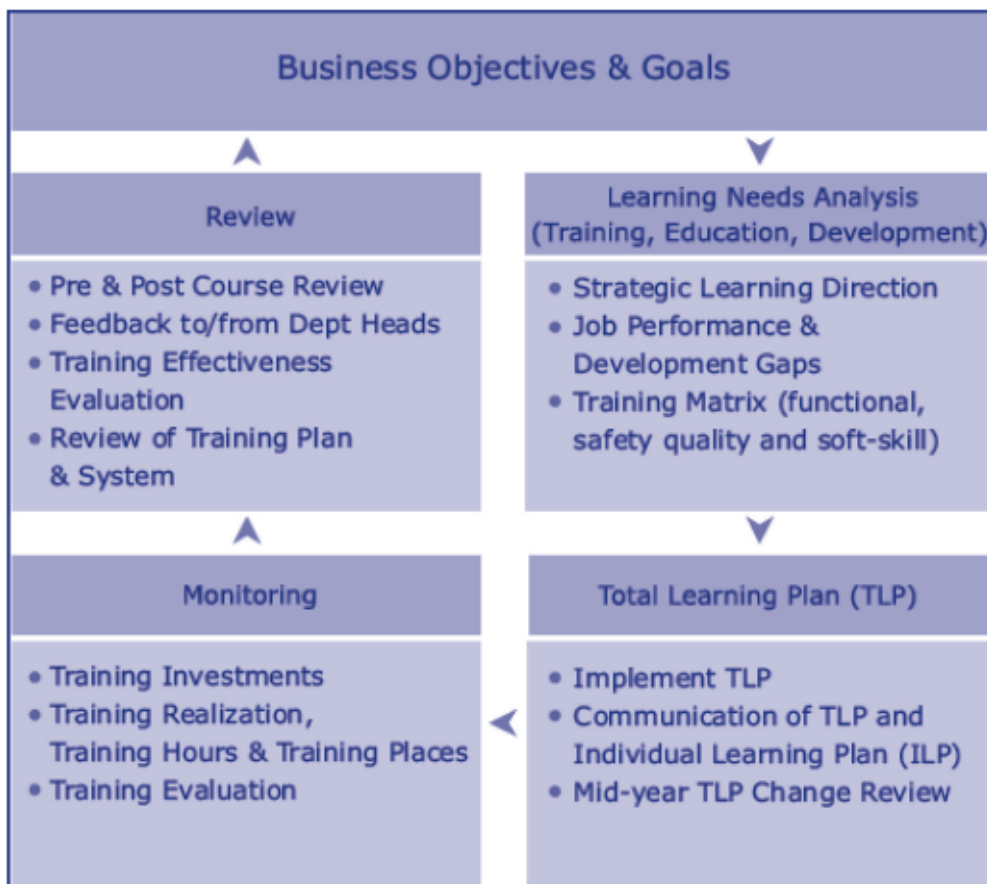 Business Objectives & Goals
Review
• Pre & Post Course Review
• Feedback to/from Dept Heads
• Training Effectiveness
Evaluation
• Review of Training Plan
& System
Learning Needs Analysis
(Training, Education, Development)
• Strategic Learning Direction
• Job Performance &
Development Gaps
• Training Matrix (functional,
safety quality and soft-skill)
Monitoring
• Training Investments
• Training Realization,
Training Hours & Training Places
• Training Evaluation
Total Learning Plan (TLP)
• Implement TLP
• Communication of TLP and
Individual Learning Plan (ILP)
• Mid-year TLP Change Review